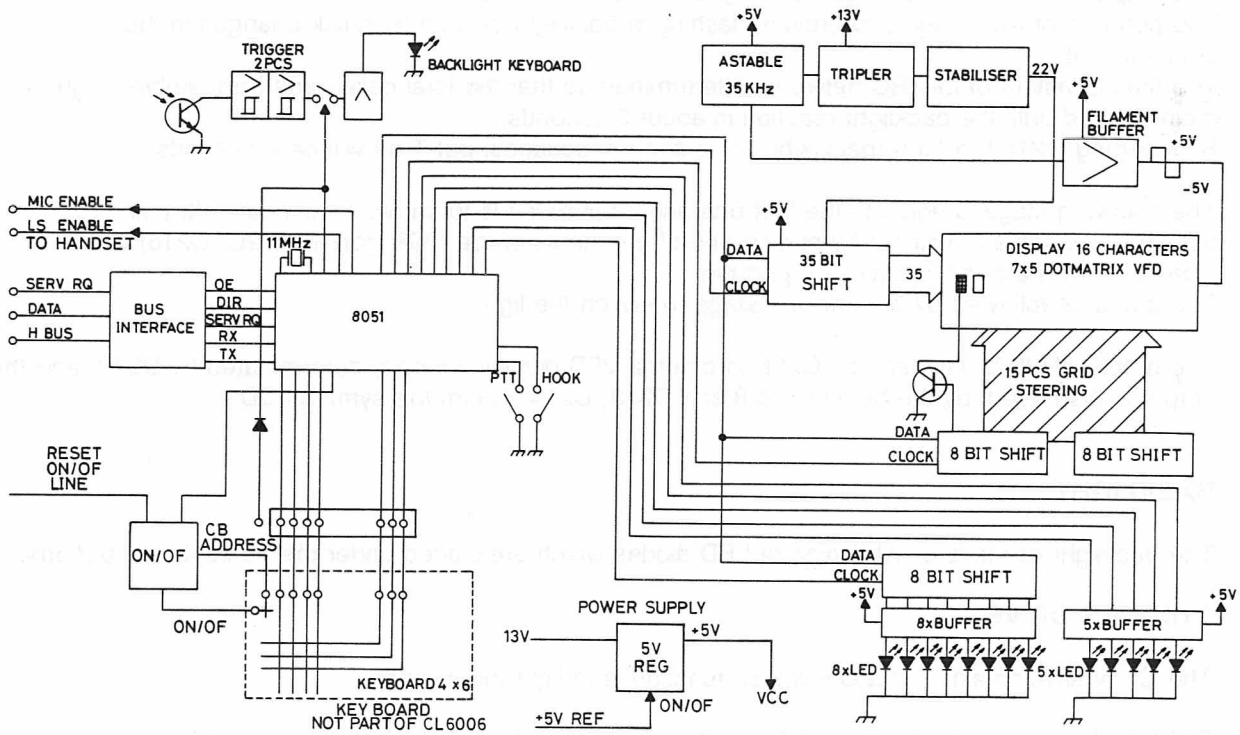 TRIGGER
2PCS
BACKLIGHT KEYBOARD
+5V
ASTABLE
35KHz
+13V
TRIPLER
STABILISER
22V
+5V
FILAMENT
BUFFER
+5V
-5V
MIC ENABLE
LS ENABLE
TO HANDSET
11MHz
SERV RQ
DATA
H BUS
BUS
INTERFACE
OE
DIR
SERV RQ
RX
TX
8051
PTT
HOOK
+5V
DATA
CLOCK
35 BIT
SHIFT
35
DISPLAY 16 CHARACTERS
7x5 DOTMATRIX VFD
15PCS GRID
STEERING
DATA
CLOCK
8 BIT SHIFT
8 BIT SHIFT
RESET
ON/OF
LINE
ON/OF
CB
ADDRESS
ON/OF
KEYBOARD 4 x 6
KEY BOARD
NOT PART OF CL6006
POWER SUPPLY
13V
5V
REG
+5V
VCC
+5V REF
ON/OF
DATA
CLOCK
8 BIT SHIFT
+5V
8xBUFFER
8xLED
5xBUFFER
+5V
5xLED